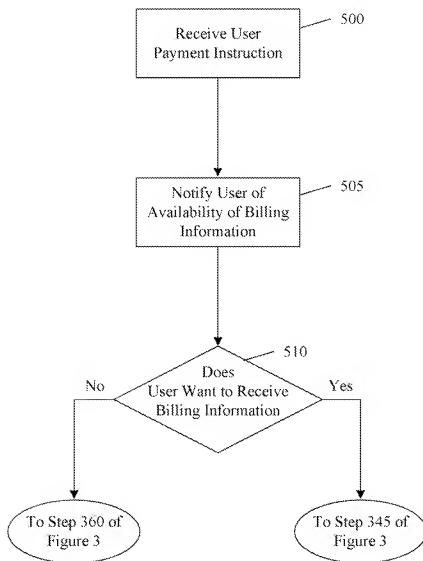 Receive User
Payment Instruction
500
Notify User of
Availability of Billing
Information
505
510
Does
User Want to Receive
Billing Information
No
Yes
To Step 360 of
Figure 3
To Step 345 of
Figure 3